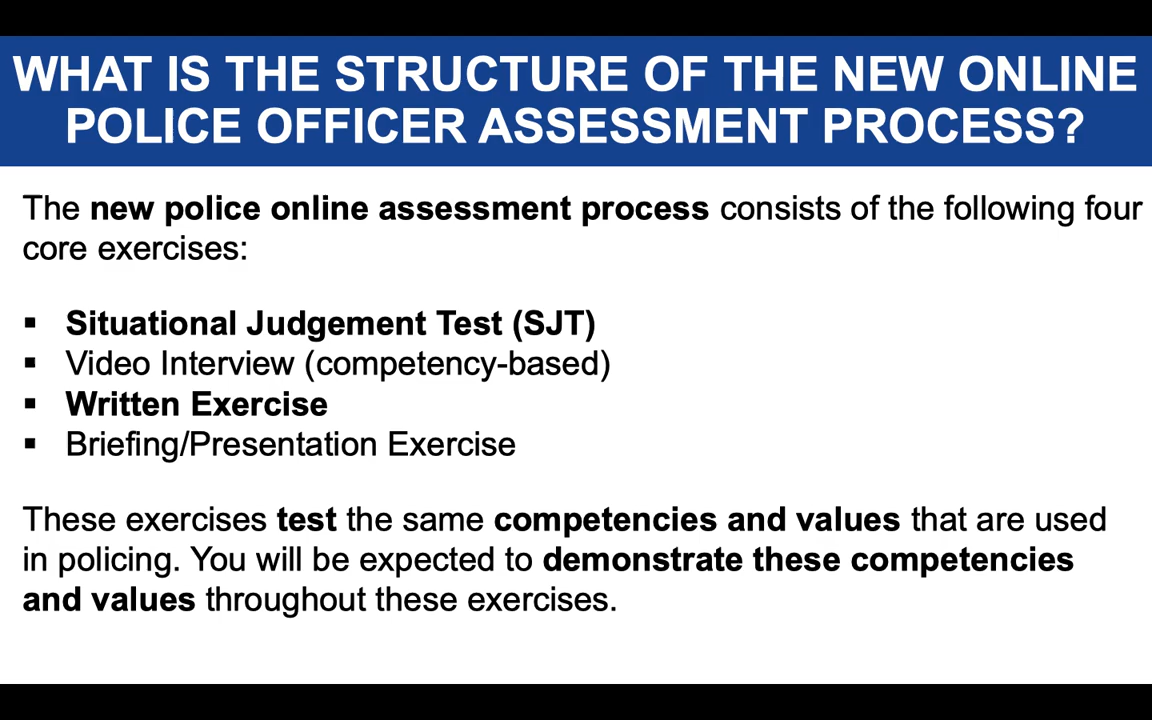 WHAT IS THE STRUCTURE OF THE NEW ONLINE
POLICE OFFICER ASSESSMENT PROCESS?
The new police online assessment process consists of the following four
core exercises:
▪ Situational Judgement Test (SJT)
▪ Video Interview (competency-based)
▪ Written Exercise
▪ Briefing/Presentation Exercise
These exercises test the same competencies and values that are used
in policing. You will be expected to demonstrate these competencies
and values throughout these exercises.